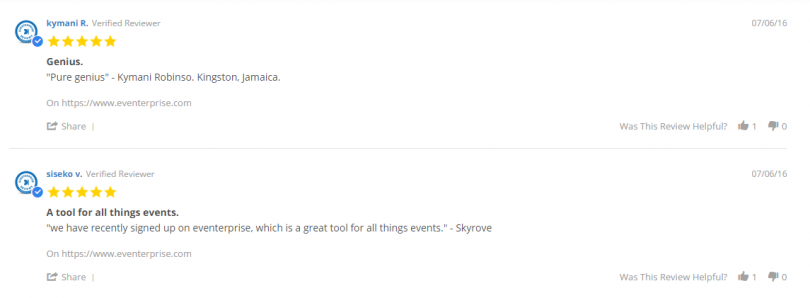 kymani R. Verified Reviewer 07/06/16
Genius.
"Pure genius" - Kymani Robinso. Kingston, Jamaica.
On https://www.eventerprise.com
Share | Was This Review Helpful? 1 0
siseko v. Verified Reviewer 07/06/16
A tool for all things events.
"we have recently signed up on eventerprise, which is a great tool for all things events." - Skyrove
On https://www.eventerprise.com
Share | Was This Review Helpful? 1 0